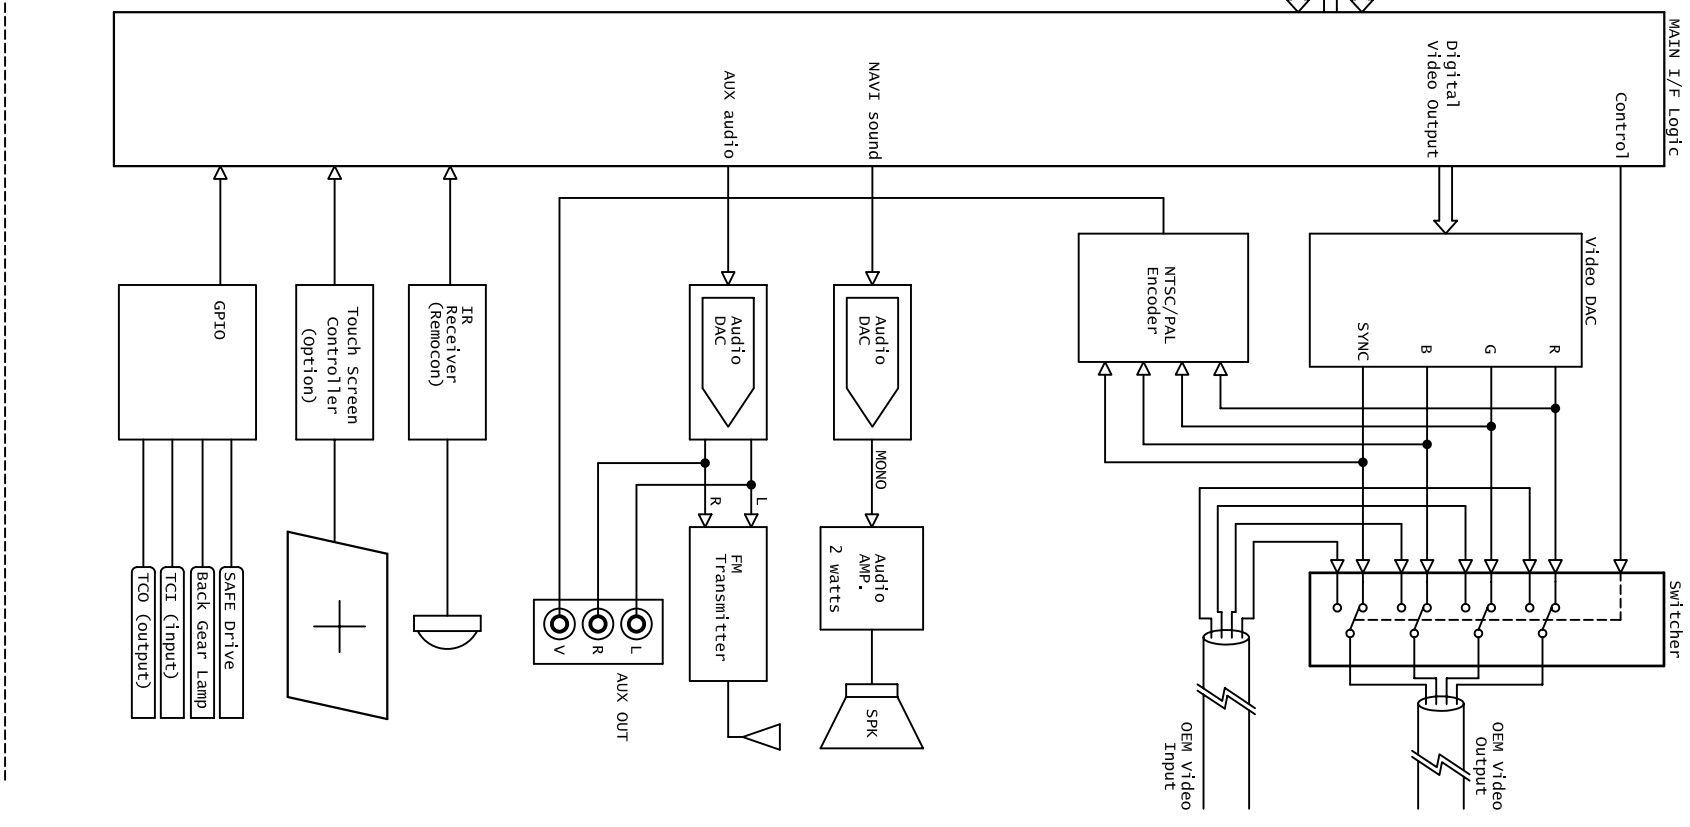 MAIN I/F Logic
Control
Digital
Video Output
NAVI sound
AUX audio
Video DAC
R
G
B
SYNC
NTSC/PAL
Encoder
Audio
DAC
Audio
DAC
IR
Receiver
(Remocon)
Touch Screen
Controller
(Option)
GPIO
MONO
L
R
Switcher
Audio
AMP.
2 watts
FM
Transmitter
L
R
V
AUX OUT
SPK
SAFE Drive
Back Gear Lamp
TCI (input)
TCO (output)
OEM Video
Output
OEM Video
Input